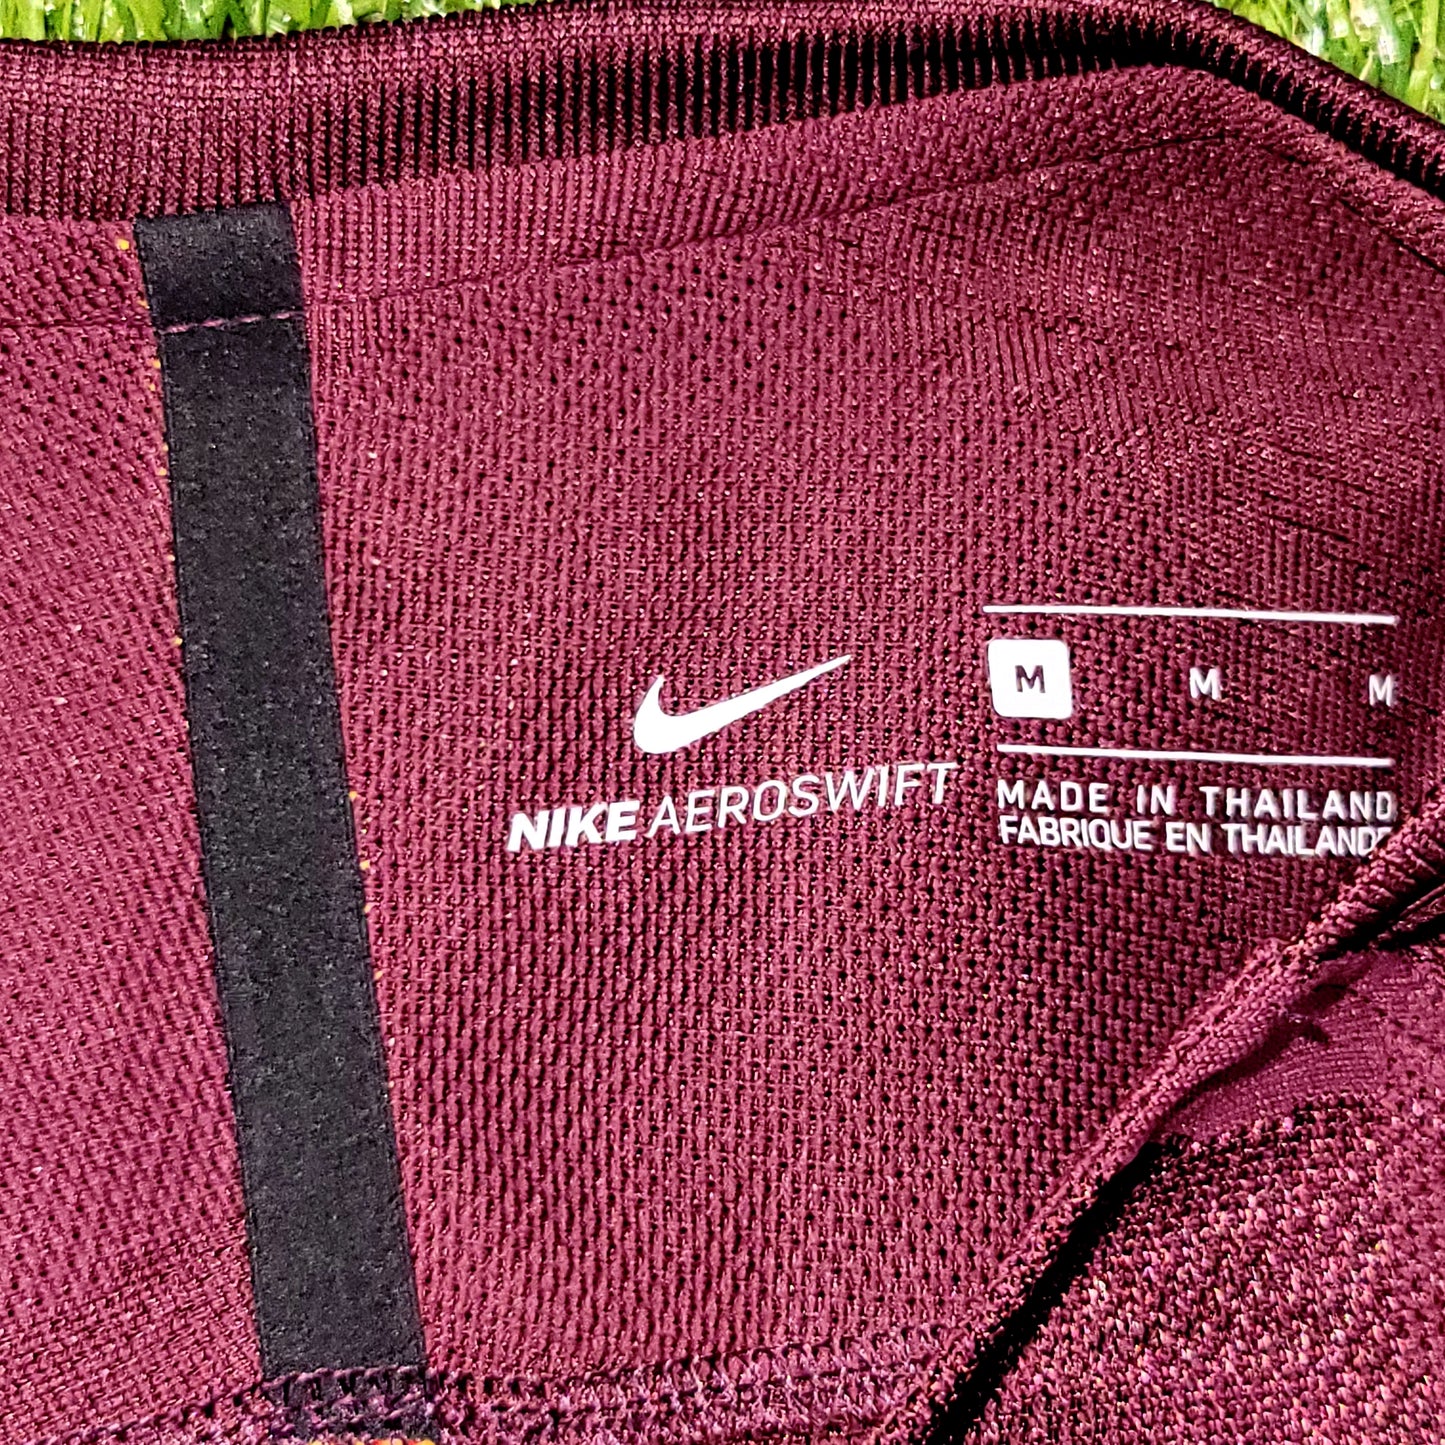 NIKE AEROSWIFT
M M M
MADE IN THAILAND
FABRIQUE EN THAILANDE